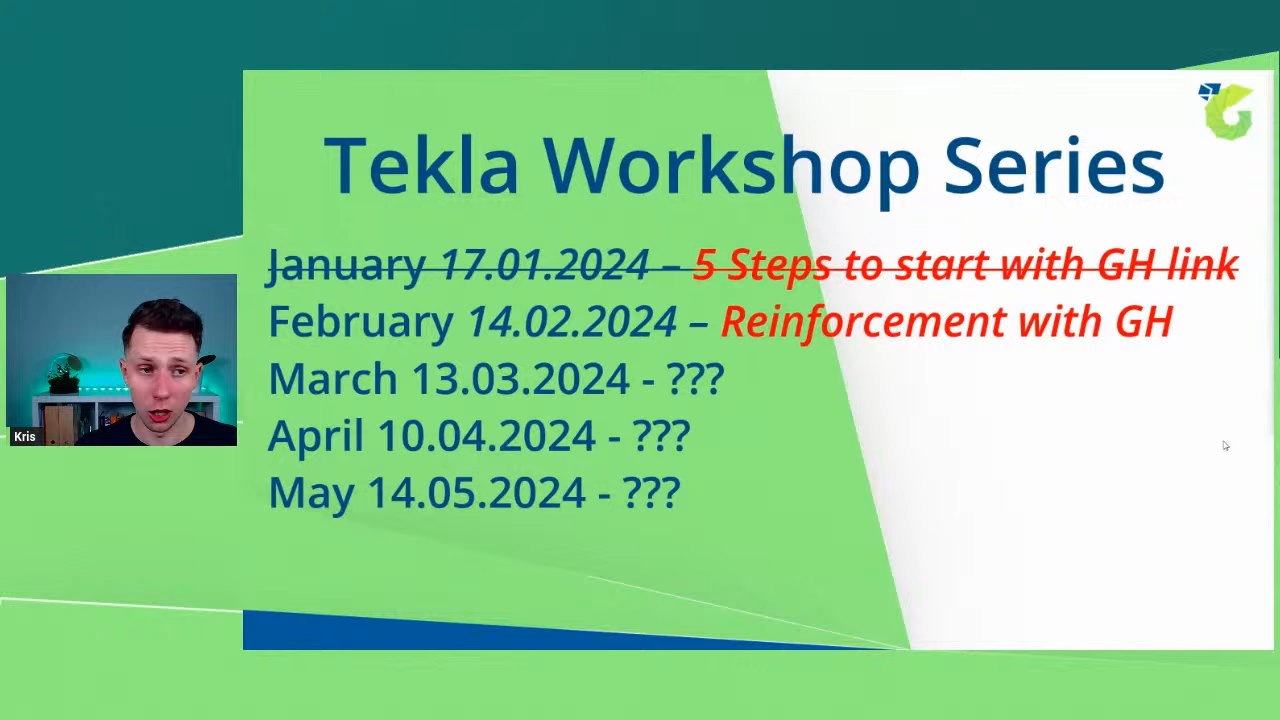 Tekla Workshop Series
January 17.01.2024 – 5 Steps to start with GH link
February 14.02.2024 – Reinforcement with GH
March 13.03.2024 - ???
April 10.04.2024 - ???
May 14.05.2024 - ???
Kris